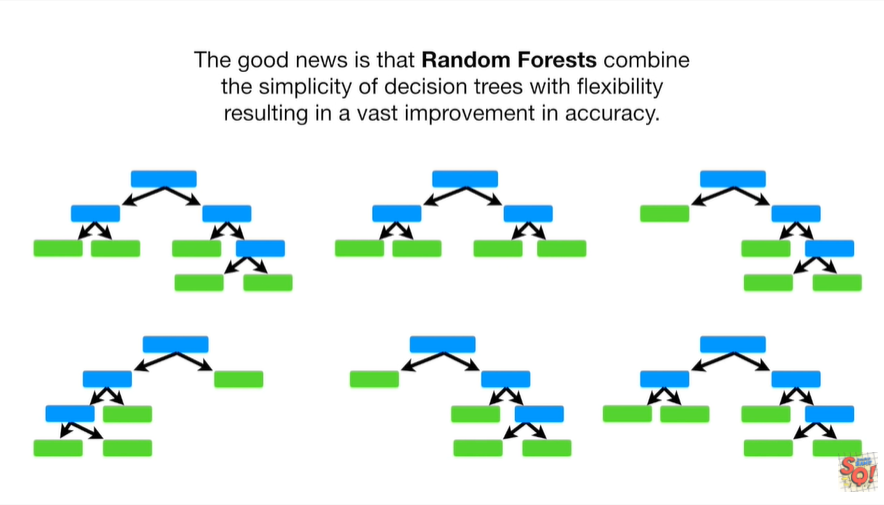 The good news is that Random Forests combine
the simplicity of decision trees with flexibility
resulting in a vast improvement in accuracy.
SQ!